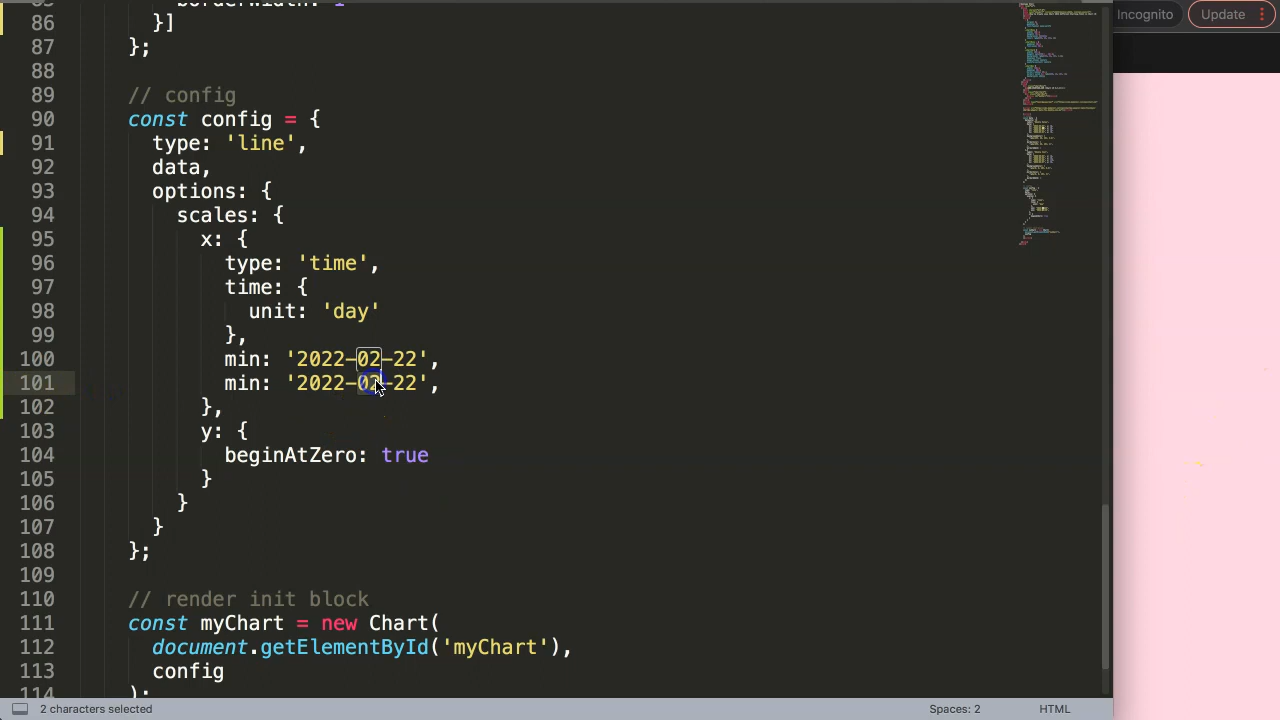 Incognito
Update
86 }]
87 };
88
89 // config
90 const config = {
91 type: 'line',
92 data,
93 options: {
94 scales: {
95 x: {
96 type: 'time',
97 time: {
98 unit: 'day'
99 },
100 min: '2022-02-22',
101 min: '2022-02-22',
102 },
103 y: {
104 beginAtZero: true
105 }
106 }
107 }
108 };
109
110 // render init block
111 const myChart = new Chart(
112 document.getElementById('myChart'),
113 config
114 );
2 characters selected
Spaces: 2
HTML